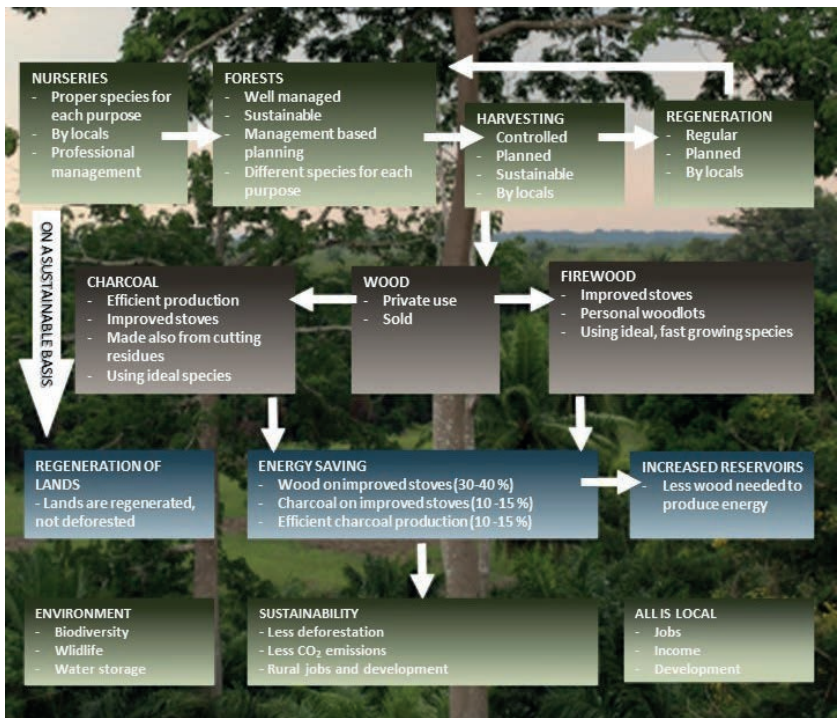 NURSERIES
- Proper species for
each purpose
- By locals
- Professional
management
FORESTS
- Well managed
- Sustainable
- Management based
planning
- Different species for each
purpose
HARVESTING
- Controlled
- Planned
- Sustainable
- By locals
REGENERATION
- Regular
- Planned
- By locals
ON A SUSTAINABLE BASIS
CHARCOAL
- Efficient production
- Improved stoves
- Made also from cutting
residues
- Using ideal species
WOOD
- Private use
- Sold
FIREWOOD
- Improved stoves
- Personal woodlots
- Using ideal, fast growing species
REGENERATION OF
LANDS
- Lands are regenerated,
not deforested
ENERGY SAVING
- Wood on improved stoves (30-40 %)
- Charcoal on improved stoves (10 -15 %)
- Efficient charcoal production (10 -15 %)
INCREASED RESERVOIRS
- Less wood needed to
produce energy
ENVIRONMENT
- Biodiversity
- Wlidlife
- Water storage
SUSTAINABILITY
- Less deforestation
- Less CO₂ emissions
- Rural jobs and development
ALL IS LOCAL
- Jobs
- Income
- Development